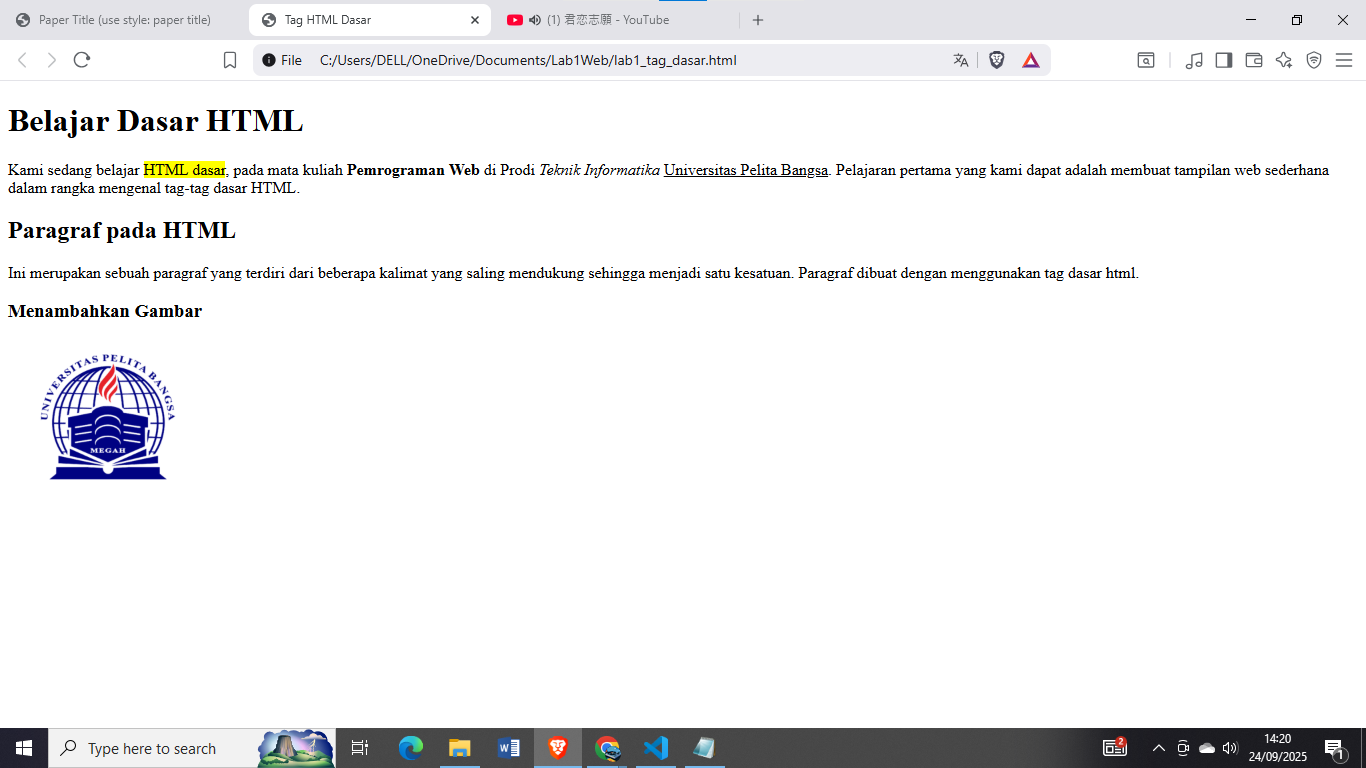 Paper Title (use style: paper title)
Tag HTML Dasar
(1) 君恋志願 - YouTube
File C:/Users/DELL/OneDrive/Documents/Lab1Web/lab1_tag_dasar.html
Belajar Dasar HTML
Kami sedang belajar HTML dasar, pada mata kuliah Pemrograman Web di Prodi Teknik Informatika Universitas Pelita Bangsa. Pelajaran pertama yang kami dapat adalah membuat tampilan web sederhana
dalam rangka mengenal tag-tag dasar HTML.
Paragraf pada HTML
Ini merupakan sebuah paragraf yang terdiri dari beberapa kalimat yang saling mendukung sehingga menjadi satu kesatuan. Paragraf dibuat dengan menggunakan tag dasar html.
Menambahkan Gambar
UNIVERSITAS PELITA BANGSA
MEGAH
Type here to search
2
14:20
24/09/2025
1